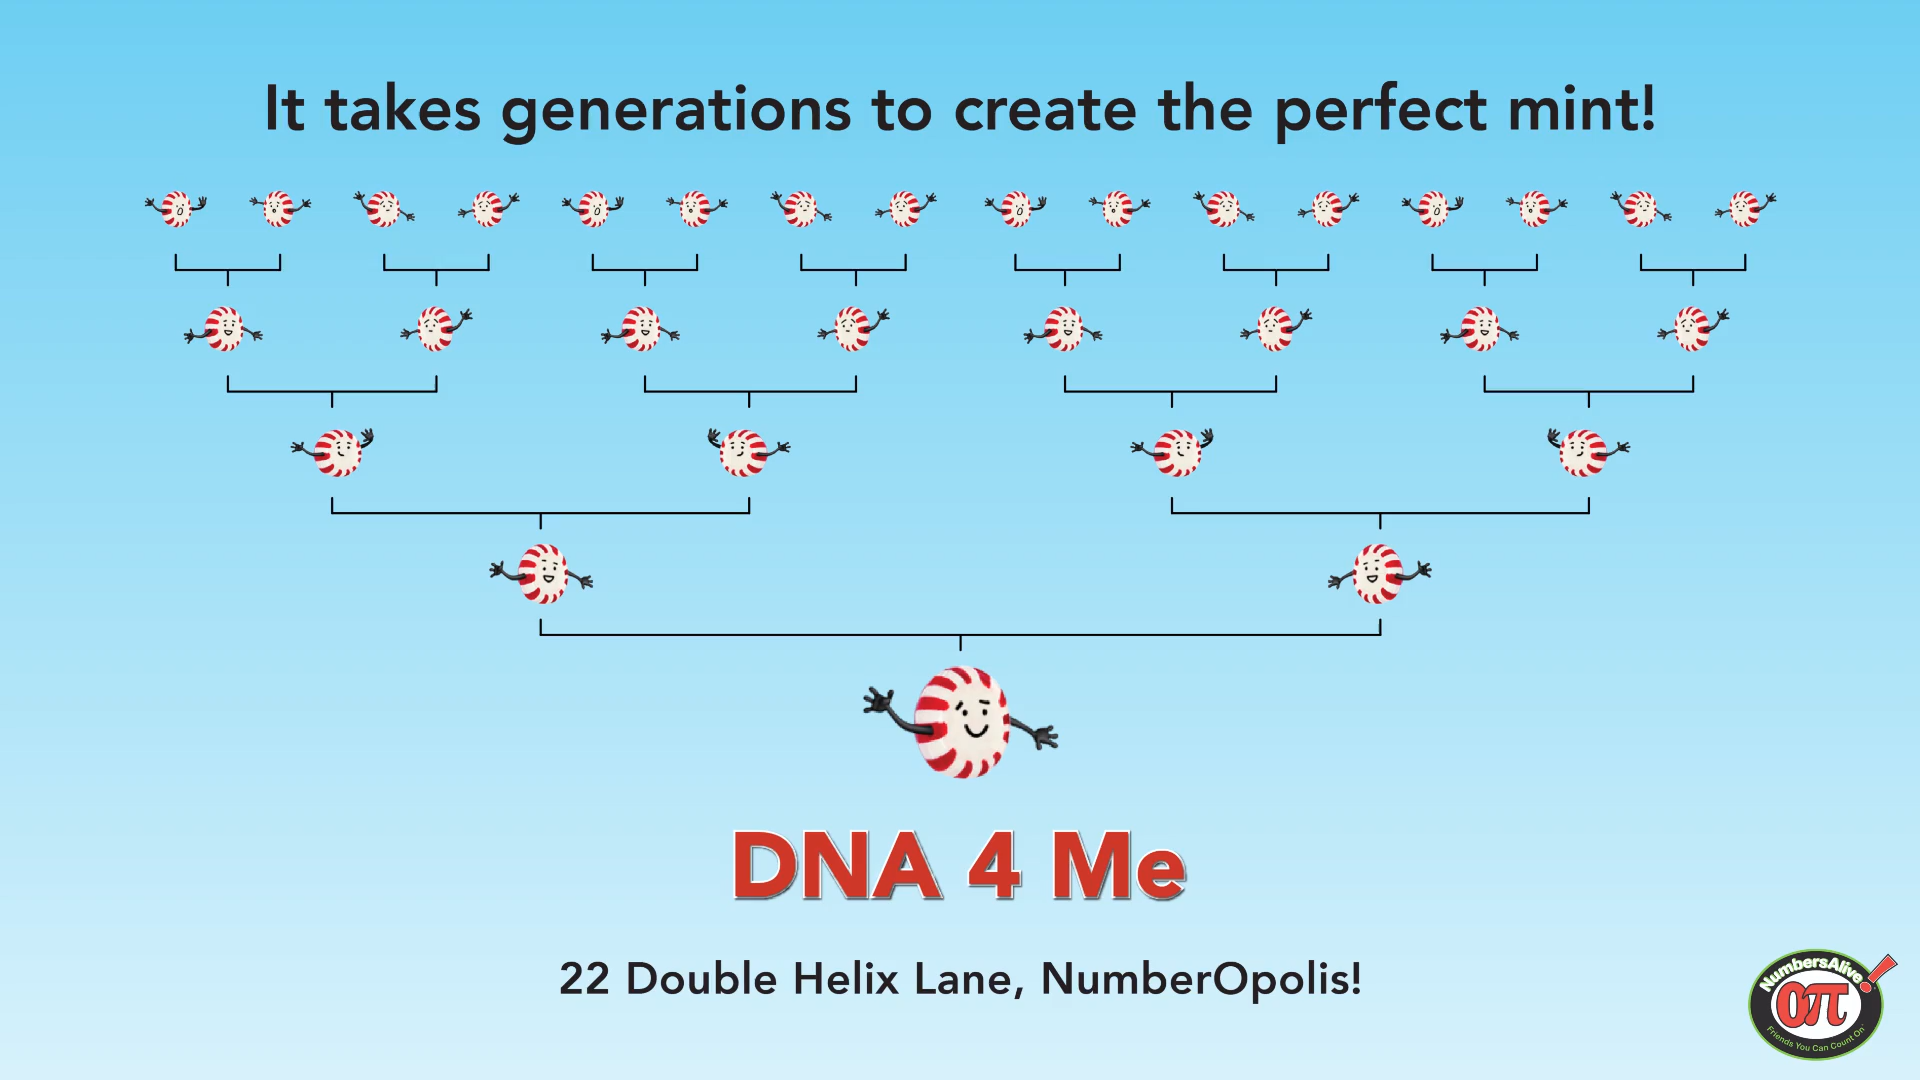 It takes generations to create the perfect mint!
DNA 4 Me
22 Double Helix Lane, NumberOpolis!
NumbersAlive!
0π
Friends You Can Count On